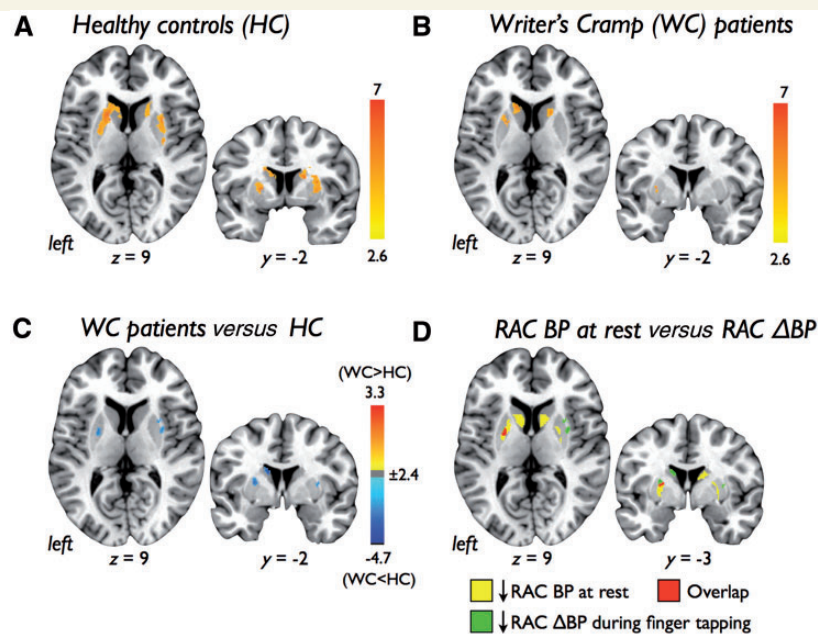 A Healthy controls (HC)
7
2.6
left
z = 9
y = -2
B Writer's Cramp (WC) patients
7
2.6
left
z = 9
y = -2
C WC patients versus HC
(WC>HC)
3.3
±2.4
-4.7
(WC<HC)
left
z = 9
y = -2
D RAC BP at rest versus RAC ΔBP
left
z = 9
y = -3
↓RAC BP at rest
Overlap
↓RAC ΔBP during finger tapping